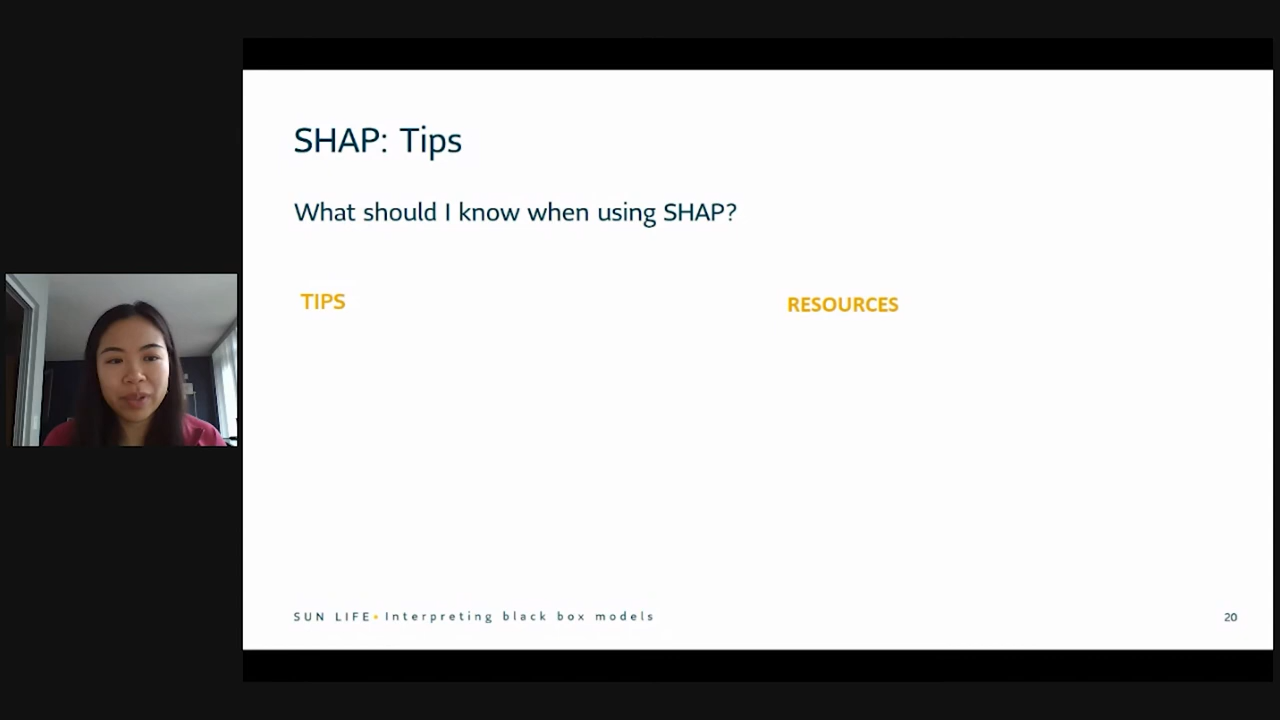 SHAP: Tips
What should I know when using SHAP?
TIPS
RESOURCES
SUN LIFE • Interpreting black box models
20